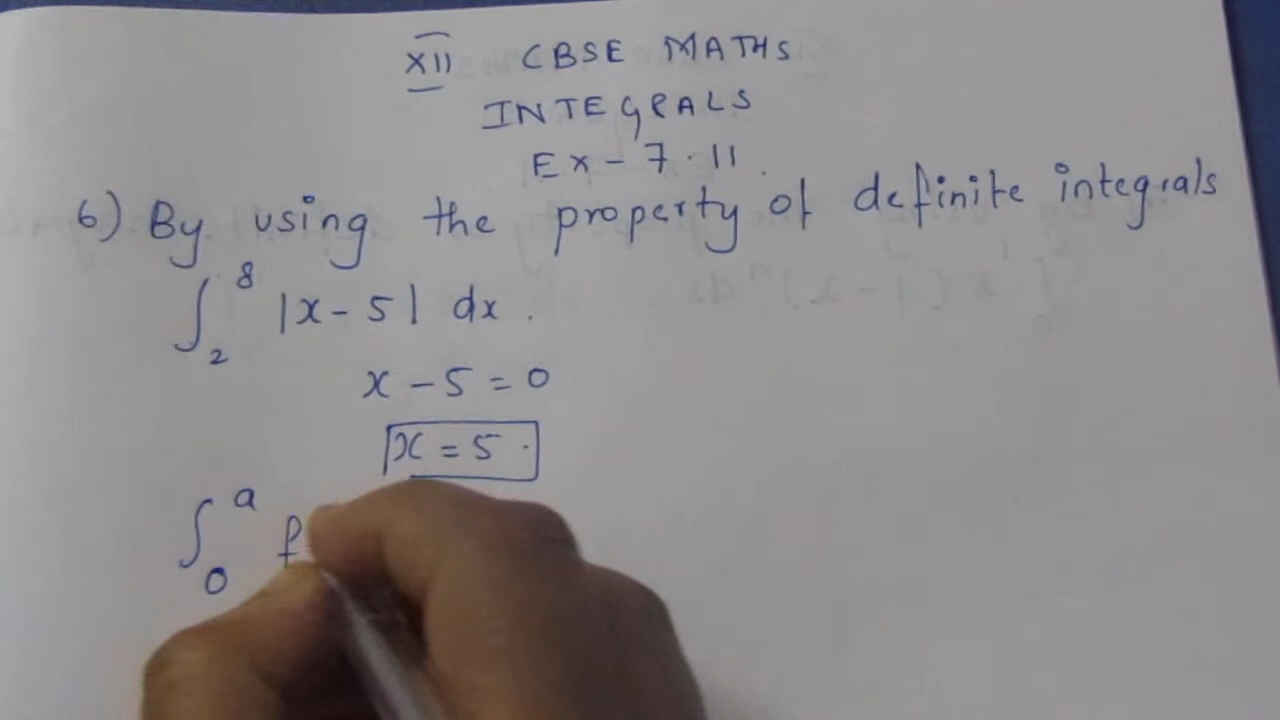 XII CBSE MATHS
INTEGRALS
Ex - 7.11.
6) By using the property of definite integrals
∫₂⁸ |x-5| dx.
x-5=0
x=5.
∫₀ᵃ f